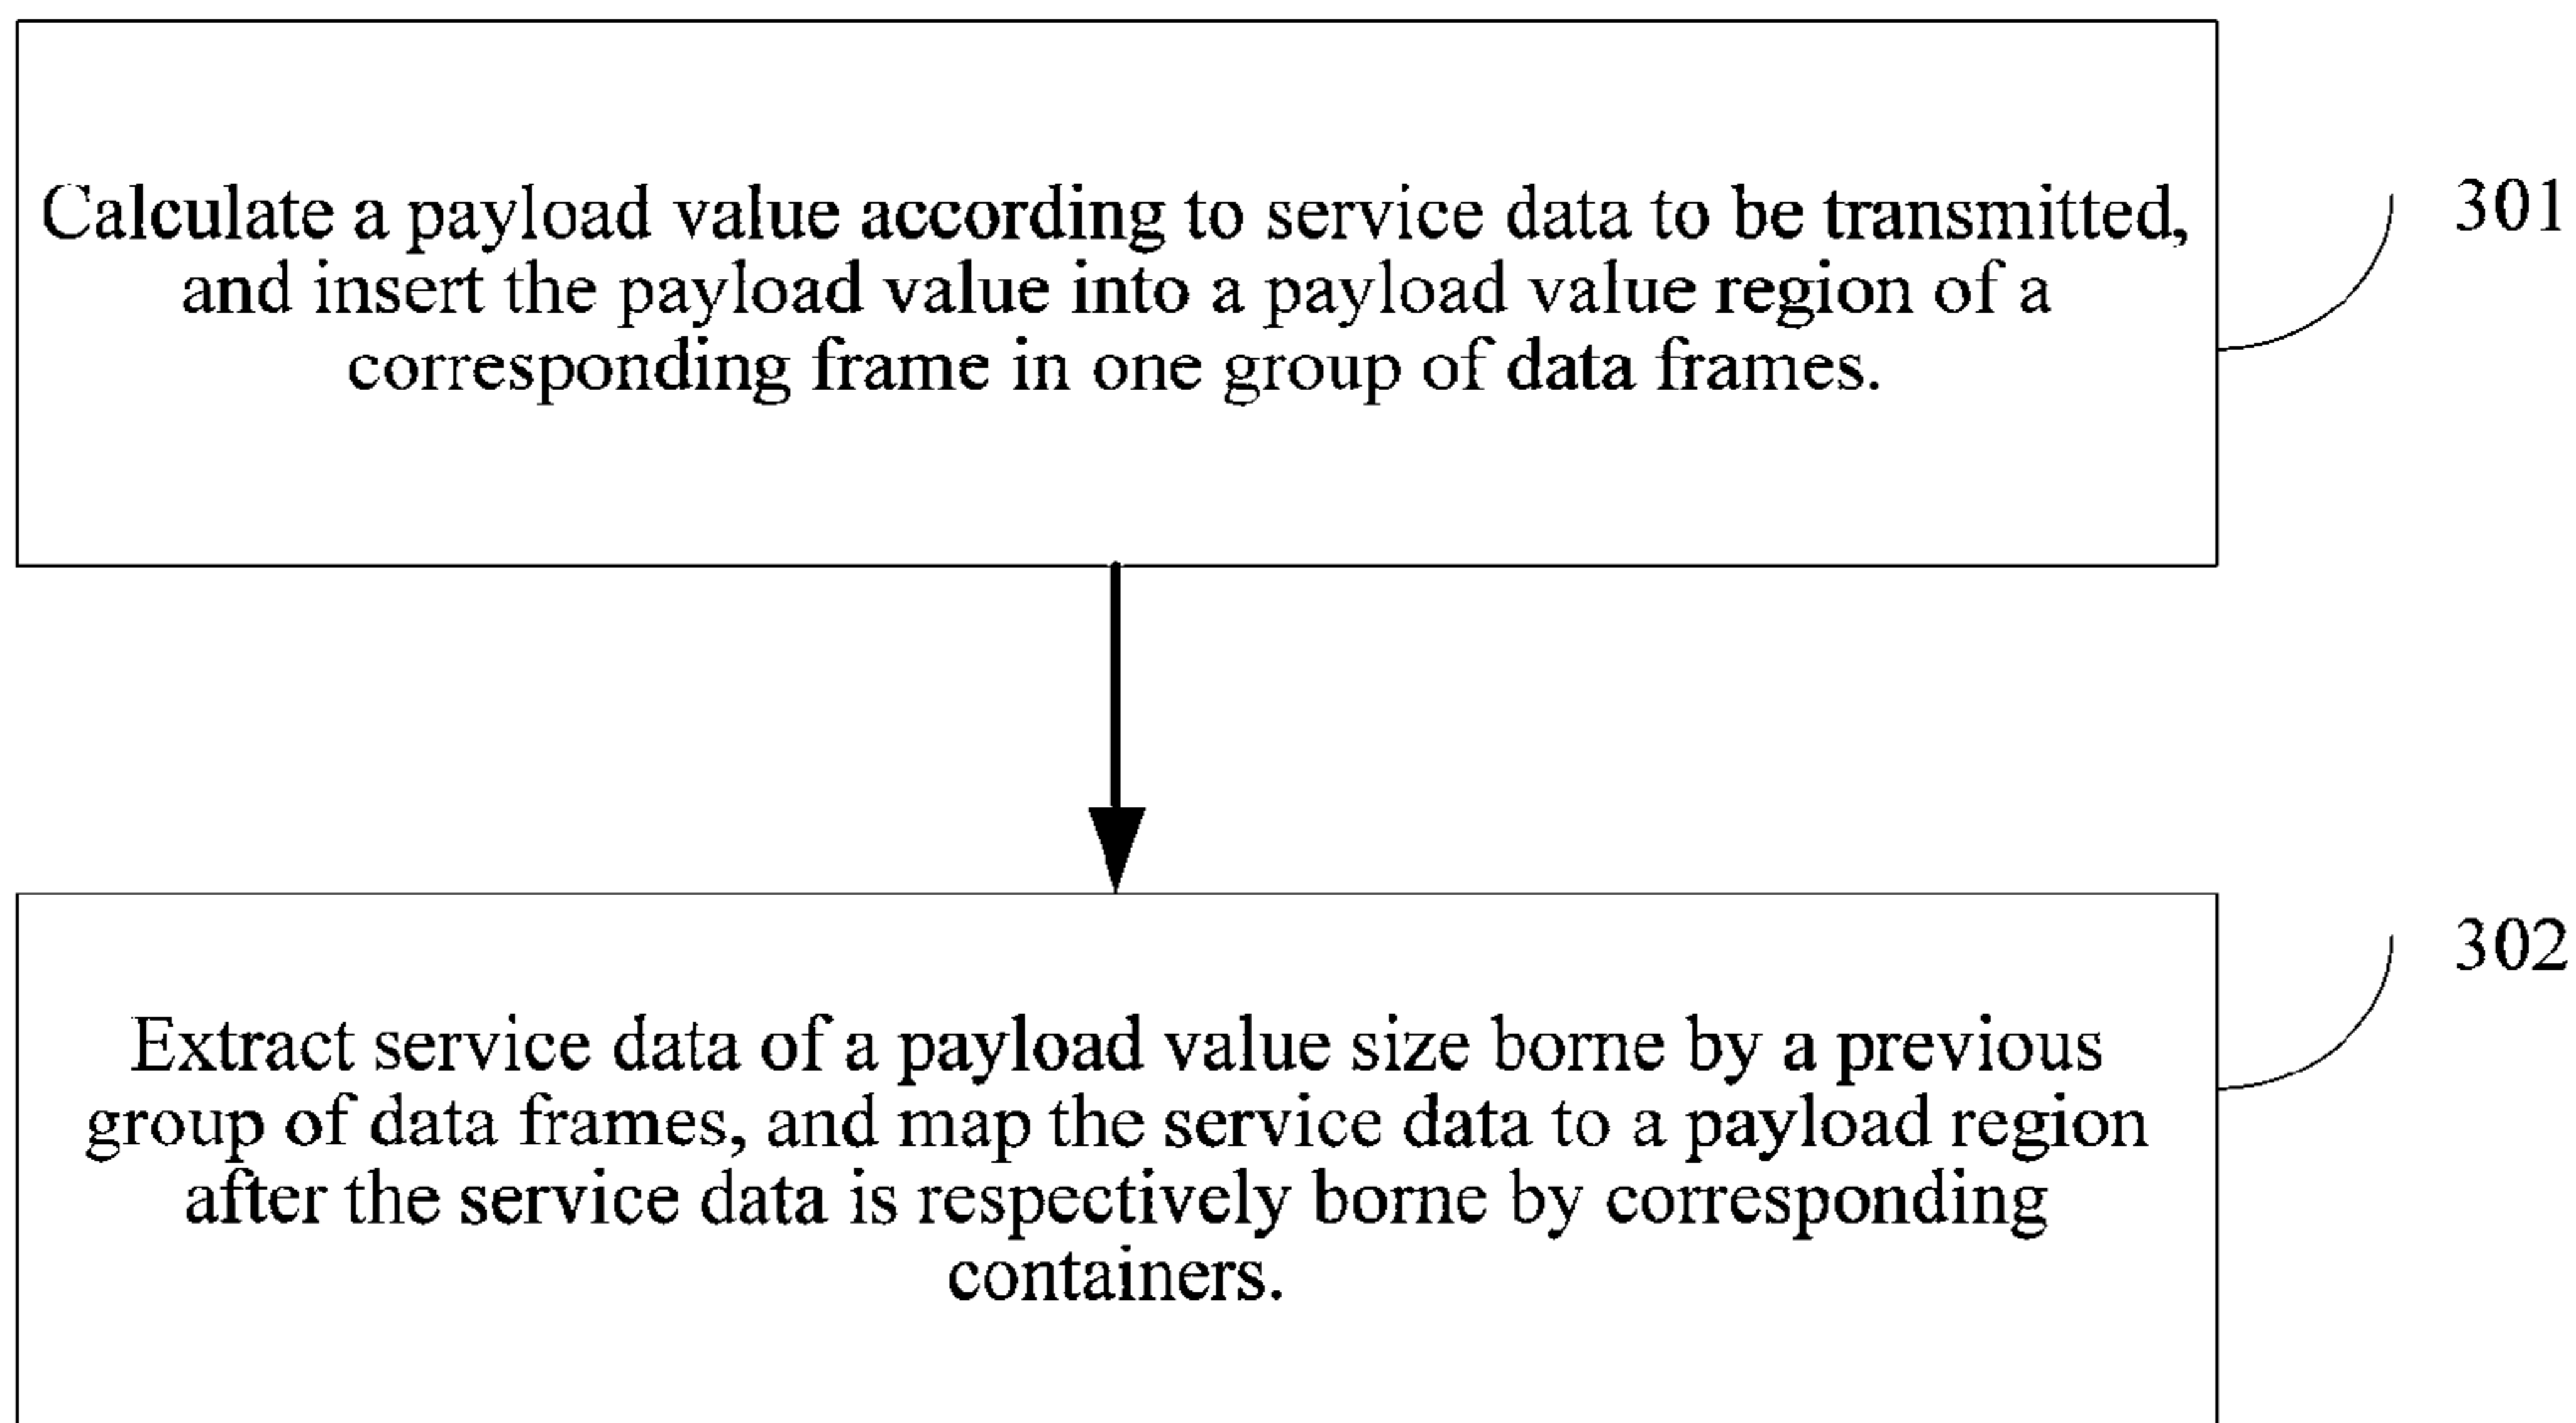 Calculate a payload value according to service data to be transmitted,
and insert the payload value into a payload value region of a
corresponding frame in one group of data frames.
301
Extract service data of a payload value size borne by a previous
group of data frames, and map the service data to a payload region
after the service data is respectively borne by corresponding
containers.
302